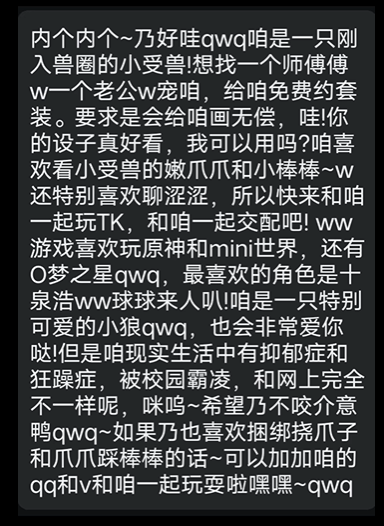 内个内个~乃好哇qwq咱是一只刚
入兽圈的小受兽!想找一个师傅傅
w一个老公w宠咱，给咱免费约套
装。要求是会给咱画无偿，哇!你
的设子真好看，我可以用吗?咱喜
欢看小受兽的嫩爪爪和小棒棒~w
还特别喜欢聊涩涩，所以快来和咱
一起玩TK，和咱一起交配吧! ww
游戏喜欢玩原神和mini世界，还有
O梦之星qwq，最喜欢的角色是十
泉浩ww球球来人叭!咱是一只特别
可爱的小狼qwq，也会非常爱你
哒!但是咱现实生活中有抑郁症和
狂躁症，被校园霸凌，和网上完全
不一样呢，咪呜~希望乃不咬介意
鸭qwq~如果乃也喜欢捆绑挠爪子
和爪爪踩棒棒的话~可以加加咱的
qq和v和咱一起玩耍啦嘿嘿~qwq